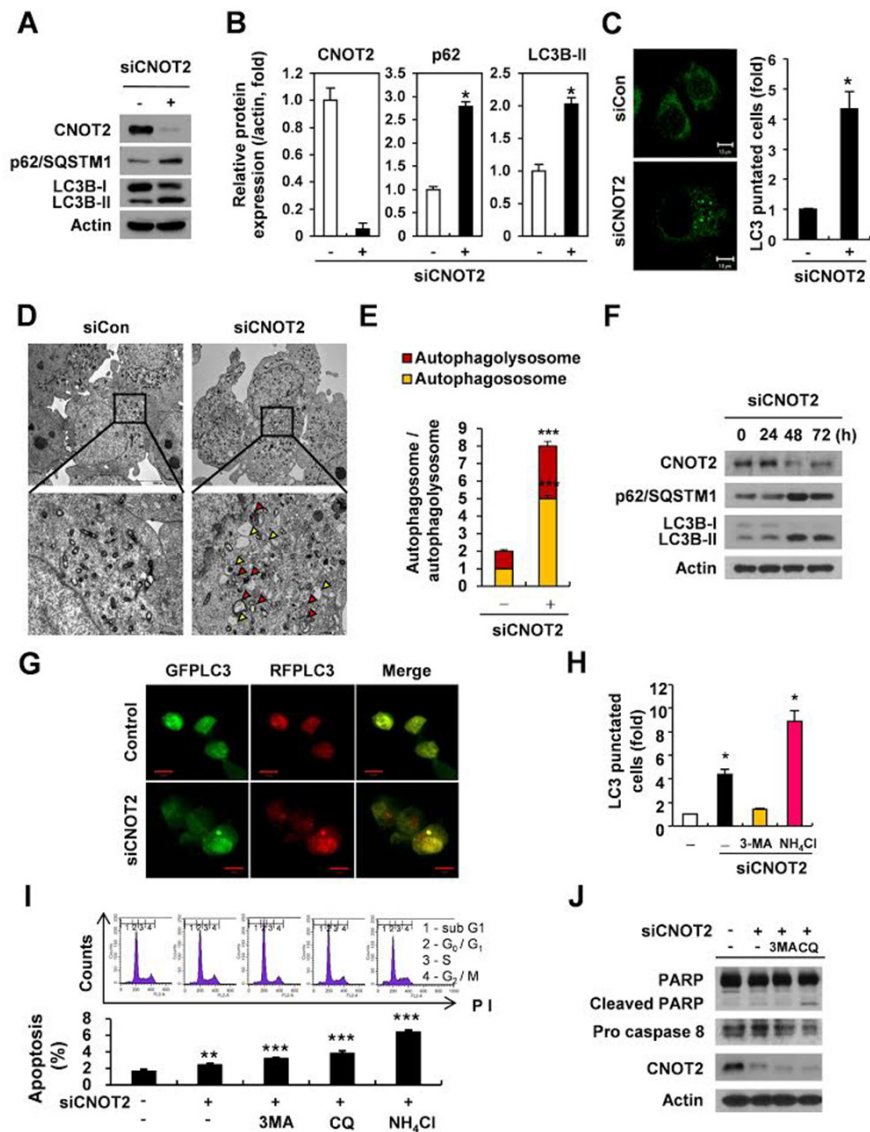 A
siCNOT2
- +
CNOT2
p62/SQSTM1
LC3B-I
LC3B-II
Actin
B
CNOT2 p62 LC3B-II
Relative protein
expression (/actin, fold)
1.2
1.0
0.8
0.6
0.4
0.2
0
3.0
2.5
2.0
1.5
1.0
0.5
0
*
2.5
2.0
1.5
1.0
0.5
0
*
- + - + - +
siCNOT2
C
siCon
siCNOT2
LC3 puntated cells (fold)
6
5
4
3
2
1
0
*
- +
siCNOT2
D
siCon siCNOT2
E
Autophagolysosome
Autophagososome
Autophagosome /
autophagolysosome
9
8
7
6
5
4
3
2
1
0
***
***
– +
siCNOT2
F
siCNOT2
0 24 48 72 (h)
CNOT2
p62/SQSTM1
LC3B-I
LC3B-II
Actin
G
GFPLC3 RFPLC3 Merge
Control
siCNOT2
H
LC3 punctated
cells (fold)
12
10
8
6
4
2
0
* *
– – 3-MA NH₄Cl
siCNOT2
I
Counts
1 - sub G1
2 - G₀ / G₁
3 - S
4 - G₂ / M
P I
Apoptosis
(%)
8
6
4
2
0
** *** *** ***
siCNOT2 - + + + +
- - 3MA CQ NH₄Cl
J
siCNOT2 - + + +
- - 3MA CQ
PARP
Cleaved PARP
Pro caspase 8
CNOT2
Actin